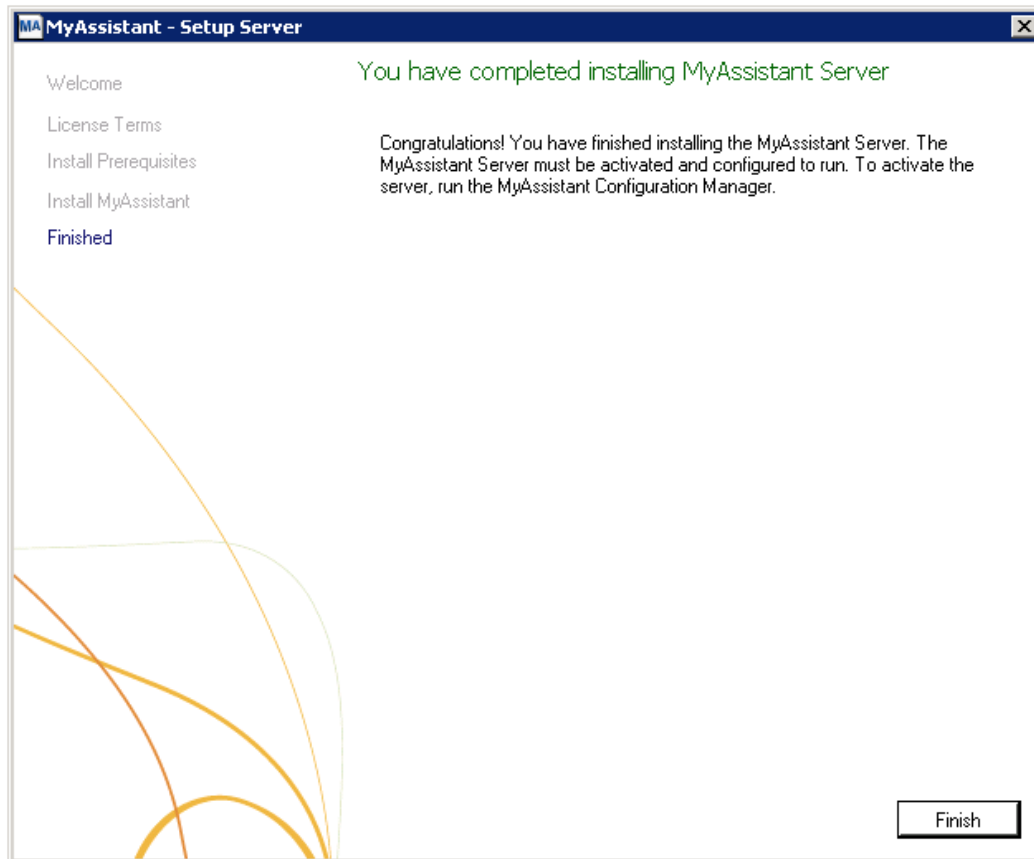 MA MyAssistant - Setup Server
Welcome
License Terms
Install Prerequisites
Install MyAssistant
Finished
You have completed installing MyAssistant Server
Congratulations! You have finished installing the MyAssistant Server. The
MyAssistant Server must be activated and configured to run. To activate the
server, run the MyAssistant Configuration Manager.
Finish